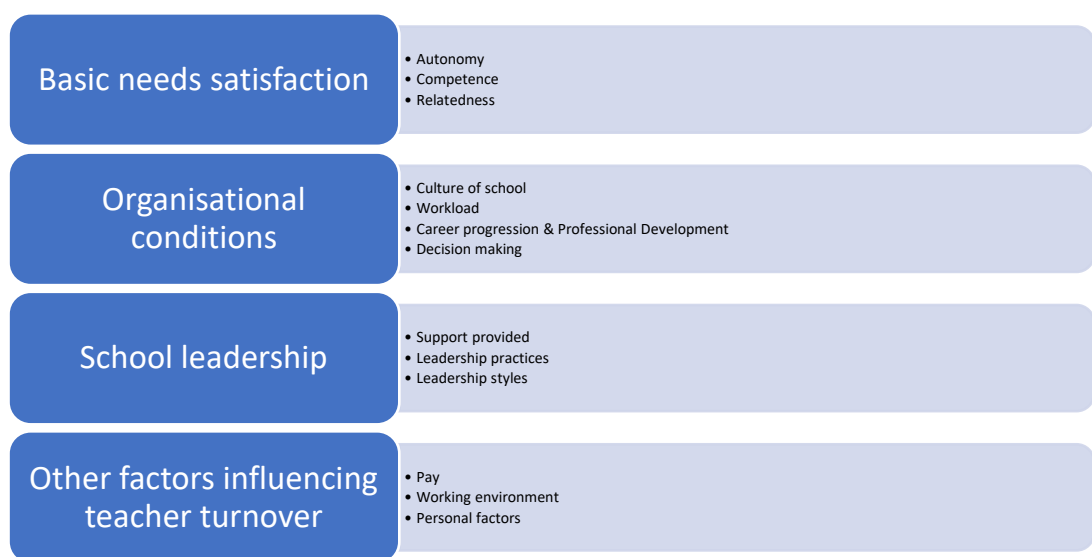 Basic needs satisfaction
• Autonomy
• Competence
• Relatedness
Organisational
conditions
• Culture of school
• Workload
• Career progression & Professional Development
• Decision making
School leadership
• Support provided
• Leadership practices
• Leadership styles
Other factors influencing
teacher turnover
• Pay
• Working environment
• Personal factors